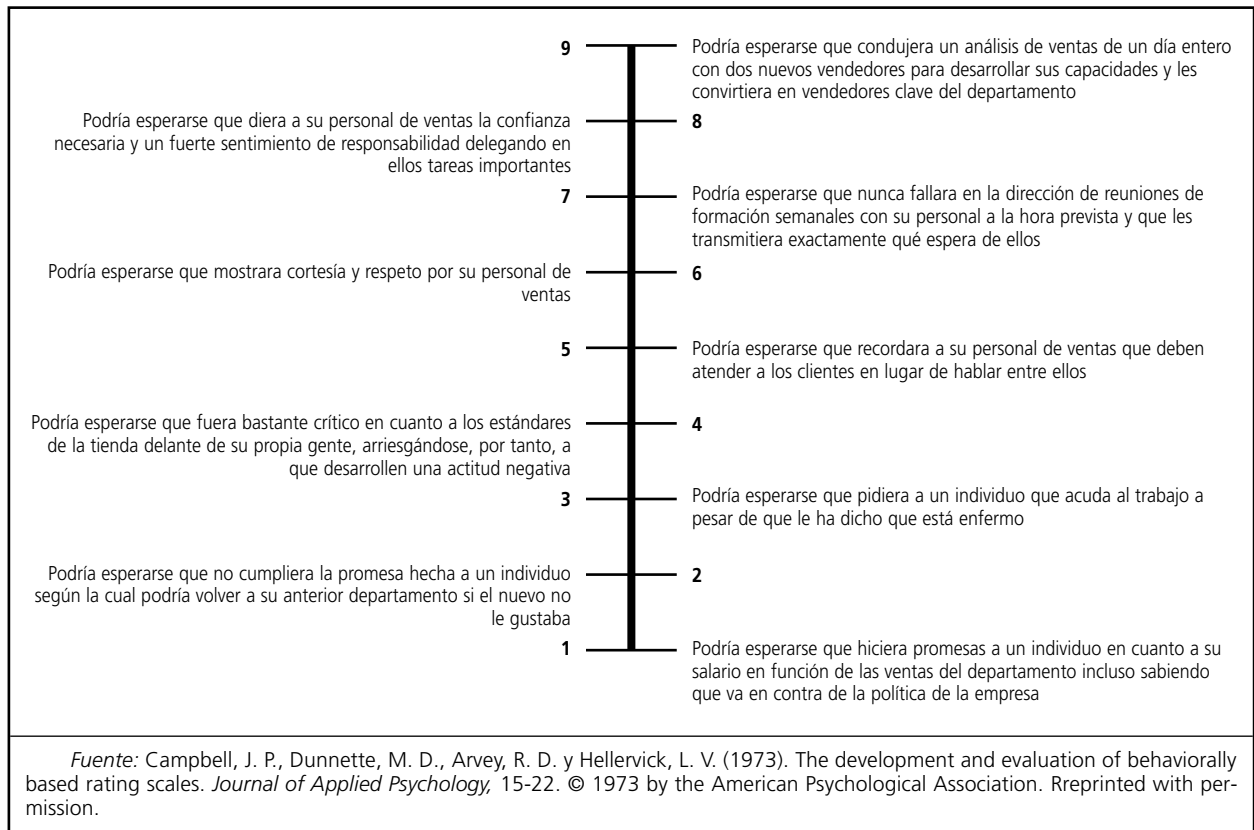 9
Podría esperarse que condujera un análisis de ventas de un día entero
con dos nuevos vendedores para desarrollar sus capacidades y les
convirtiera en vendedores clave del departamento
Podría esperarse que diera a su personal de ventas la confianza
necesaria y un fuerte sentimiento de responsabilidad delegando en
ellos tareas importantes
8
7
Podría esperarse que nunca fallara en la dirección de reuniones de
formación semanales con su personal a la hora prevista y que les
transmitiera exactamente qué espera de ellos
Podría esperarse que mostrara cortesía y respeto por su personal de
ventas
6
5
Podría esperarse que recordara a su personal de ventas que deben
atender a los clientes en lugar de hablar entre ellos
Podría esperarse que fuera bastante crítico en cuanto a los estándares
de la tienda delante de su propia gente, arriesgándose, por tanto, a
que desarrollen una actitud negativa
4
3
Podría esperarse que pidiera a un individuo que acuda al trabajo a
pesar de que le ha dicho que está enfermo
Podría esperarse que no cumpliera la promesa hecha a un individuo
según la cual podría volver a su anterior departamento si el nuevo no
le gustaba
2
1
Podría esperarse que hiciera promesas a un individuo en cuanto a su
salario en función de las ventas del departamento incluso sabiendo
que va en contra de la política de la empresa
Fuente: Campbell, J. P., Dunnette, M. D., Arvey, R. D. y Hellervick, L. V. (1973). The development and evaluation of behaviorally
based rating scales. Journal of Applied Psychology, 15-22. © 1973 by the American Psychological Association. Rreprinted with per-
mission.